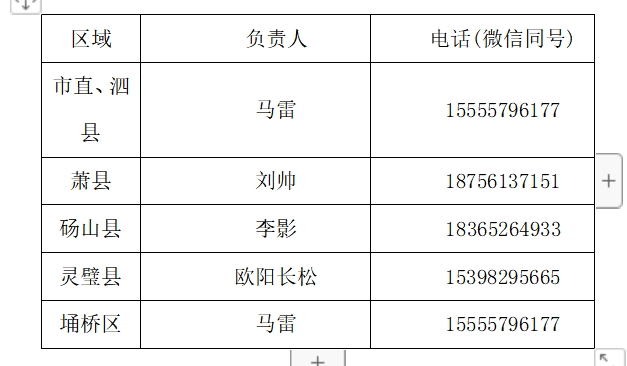 区域 负责人 电话(微信同号)
市直、泗
县 马雷 15555796177
萧县 刘帅 18756137151
砀山县 李影 18365264933
灵璧县 欧阳长松 15398295665
埇桥区 马雷 15555796177